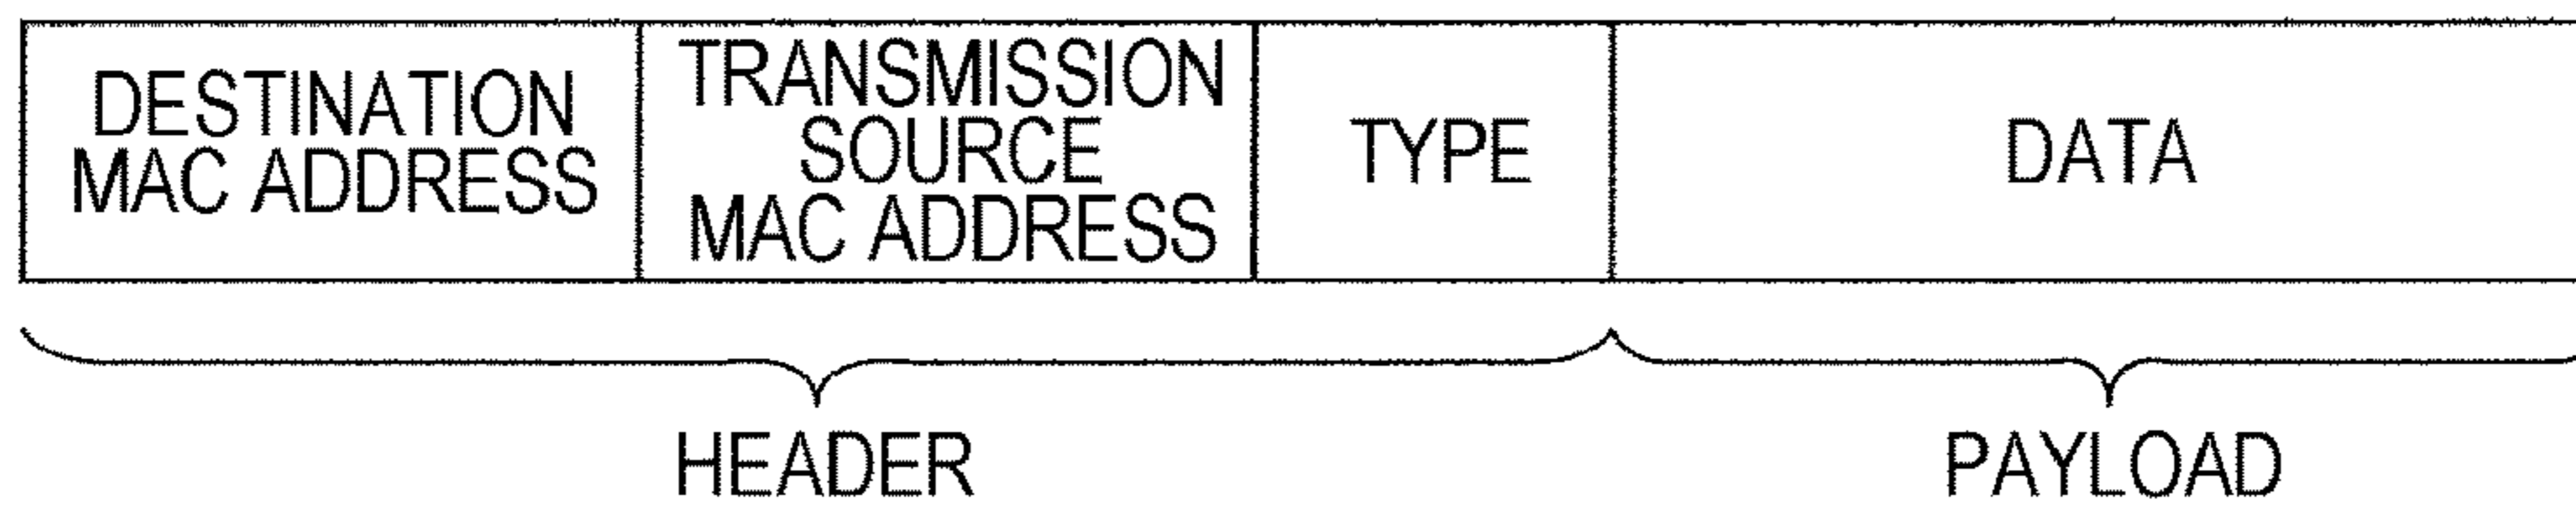 DESTINATION
MAC ADDRESS
TRANSMISSION
SOURCE
MAC ADDRESS
TYPE
DATA
HEADER
PAYLOAD